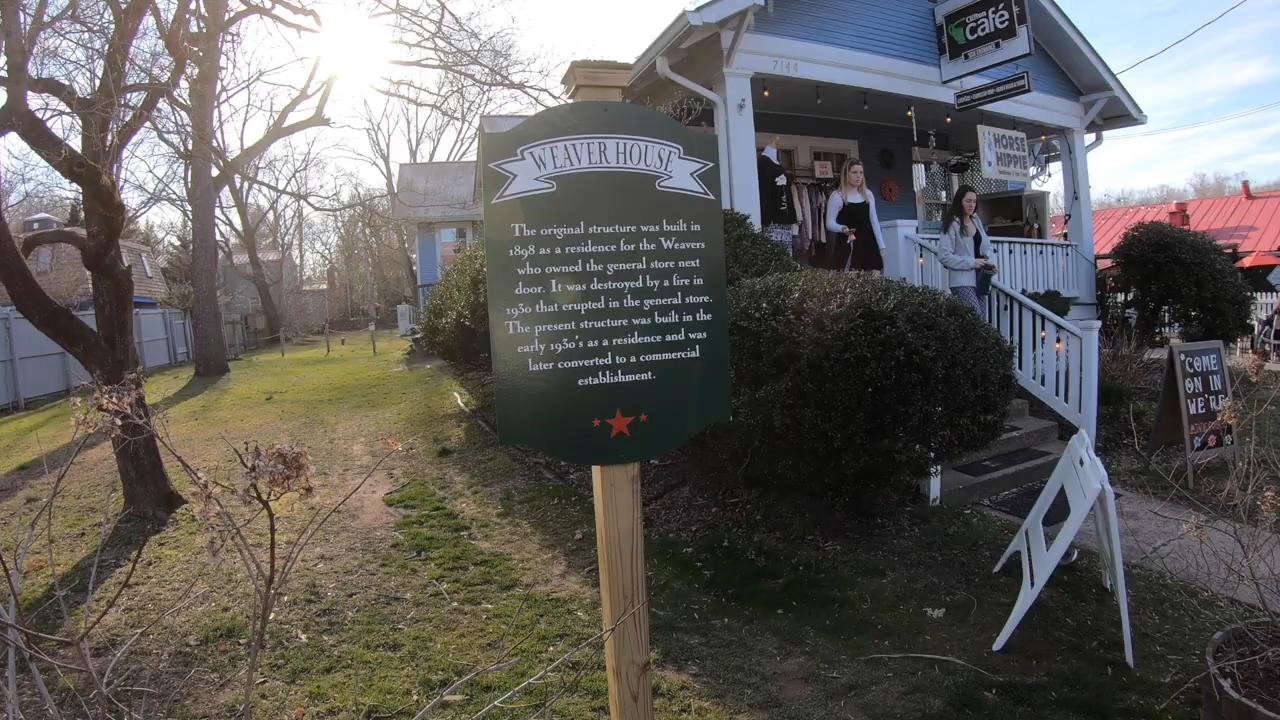 Clifton
café
7144
HORSE
HIPPIE
WEAVER HOUSE
The original structure was built in
1898 as a residence for the Weavers
who owned the general store next
door. It was destroyed by a fire in
1930 that erupted in the general store.
The present structure was built in the
early 1930's as a residence and was
later converted to a commercial
establishment.
COME
ON IN
WE'RE